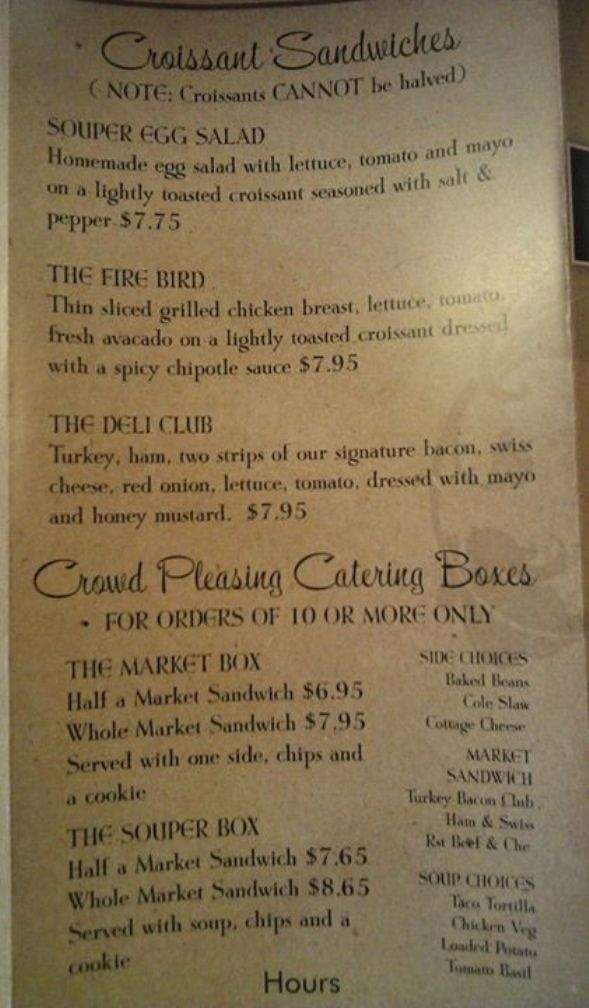 Croissant Sandwiches
(NOTE: Croissants CANNOT be halved)
SOUPER EGG SALAD
Homemade egg salad with lettuce, tomato and mayo
on a lightly toasted croissant seasoned with salt &
pepper $7.75
THE FIRE BIRD
Thin sliced grilled chicken breast, lettuce, tomato,
fresh avacado on a lightly toasted croissant dressed
with a spicy chipotle sauce $7.95
THE DELI CLUB
Turkey, ham, two strips of our signature bacon, swiss
cheese, red onion, lettuce, tomato, dressed with mayo
and honey mustard. $7.95
Crowd Pleasing Catering Boxes
• FOR ORDERS OF 10 OR MORE ONLY
THE MARKET BOX
Half a Market Sandwich $6.95
Whole Market Sandwich $7.95
Served with one side, chips and
a cookie
THE SOUPER BOX
Half a Market Sandwich $7.65
Whole Market Sandwich $8.65
Served with soup, chips and a
cookie
SIDE CHOICES
Baked Beans
Cole Slaw
Cottage Cheese
MARKET
SANDWICH
Turkey Bacon Club
Ham & Swiss
Rst Beef & Che
SOUP CHOICES
Taco Tortilla
Chicken Veg
Loaded Potato
Tomato Basil
Hours